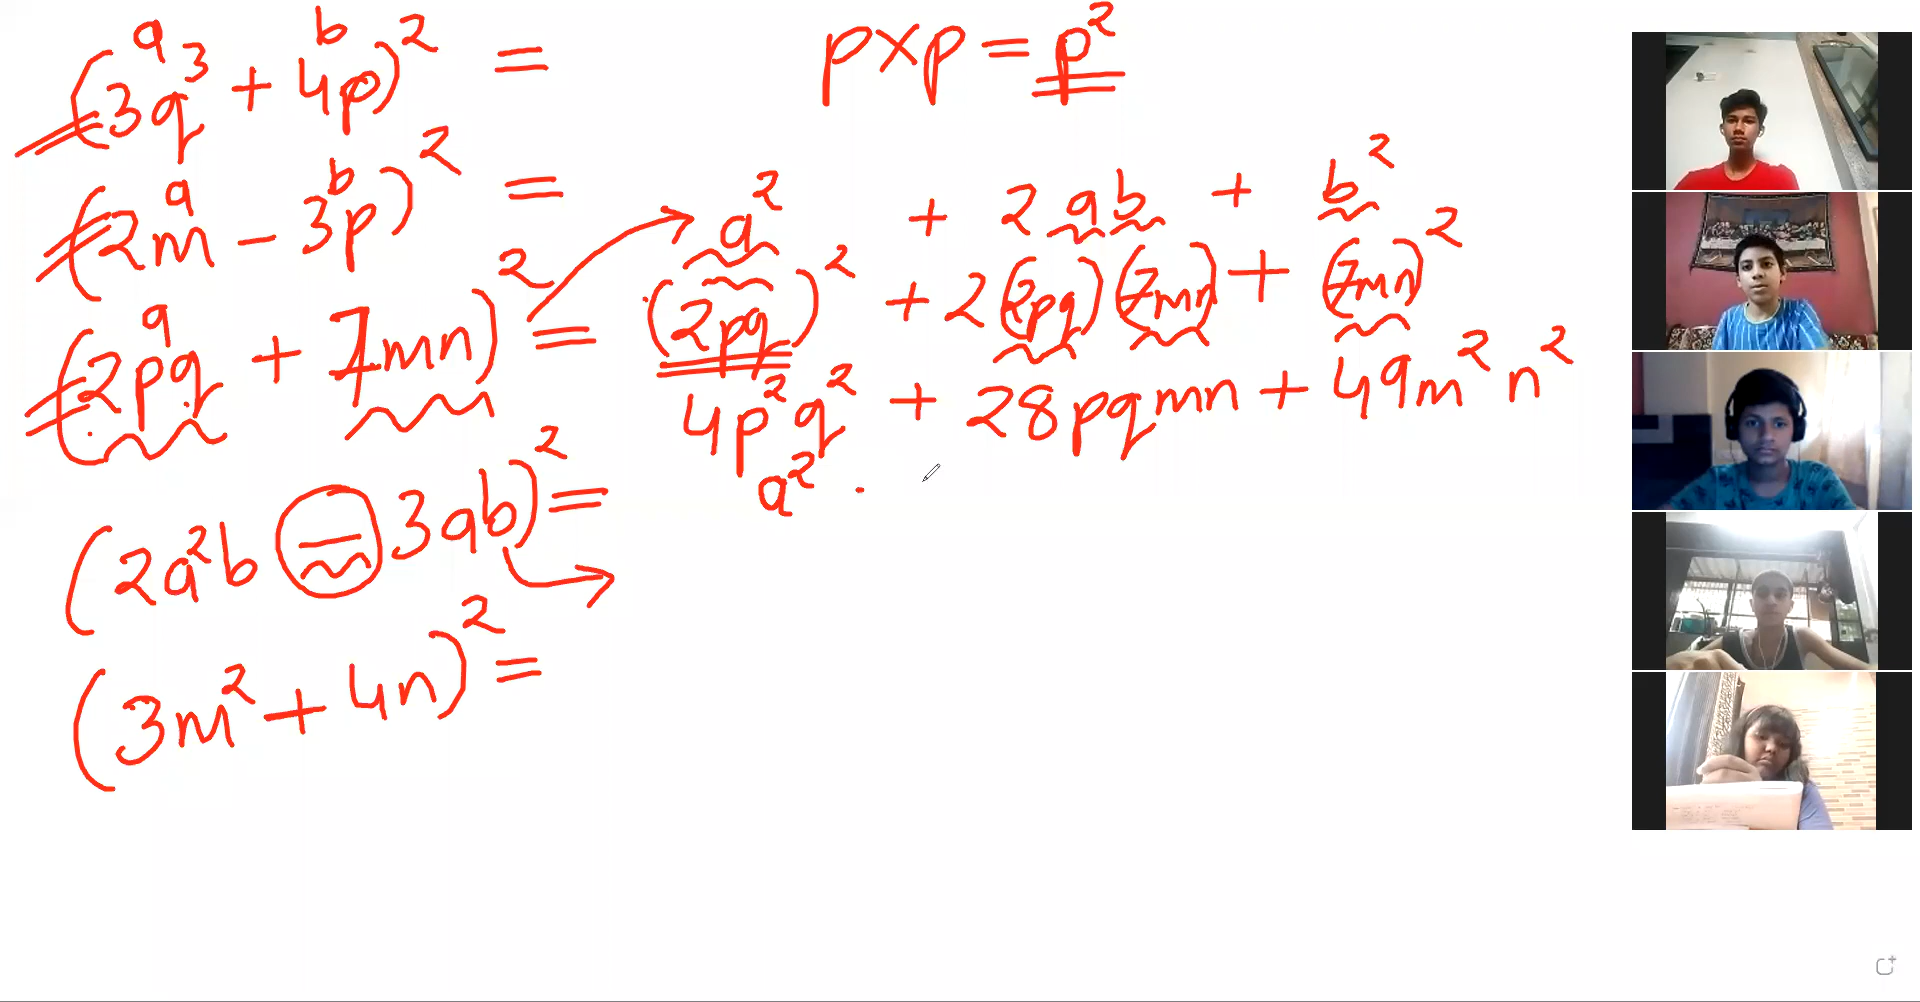 a b
(3q³ + 4p)² =
p × p = p²
a b
(2m - 3p)² =
a² + 2ab + b²
a
(2pq + 7mn)² = (2pq)² + 2(2pq)(7mn) + (7mn)²
4p²q² + 28pqmn + 49m²n²
a² .
(2a²b - 3ab)² =
(3m² + 4n)² =